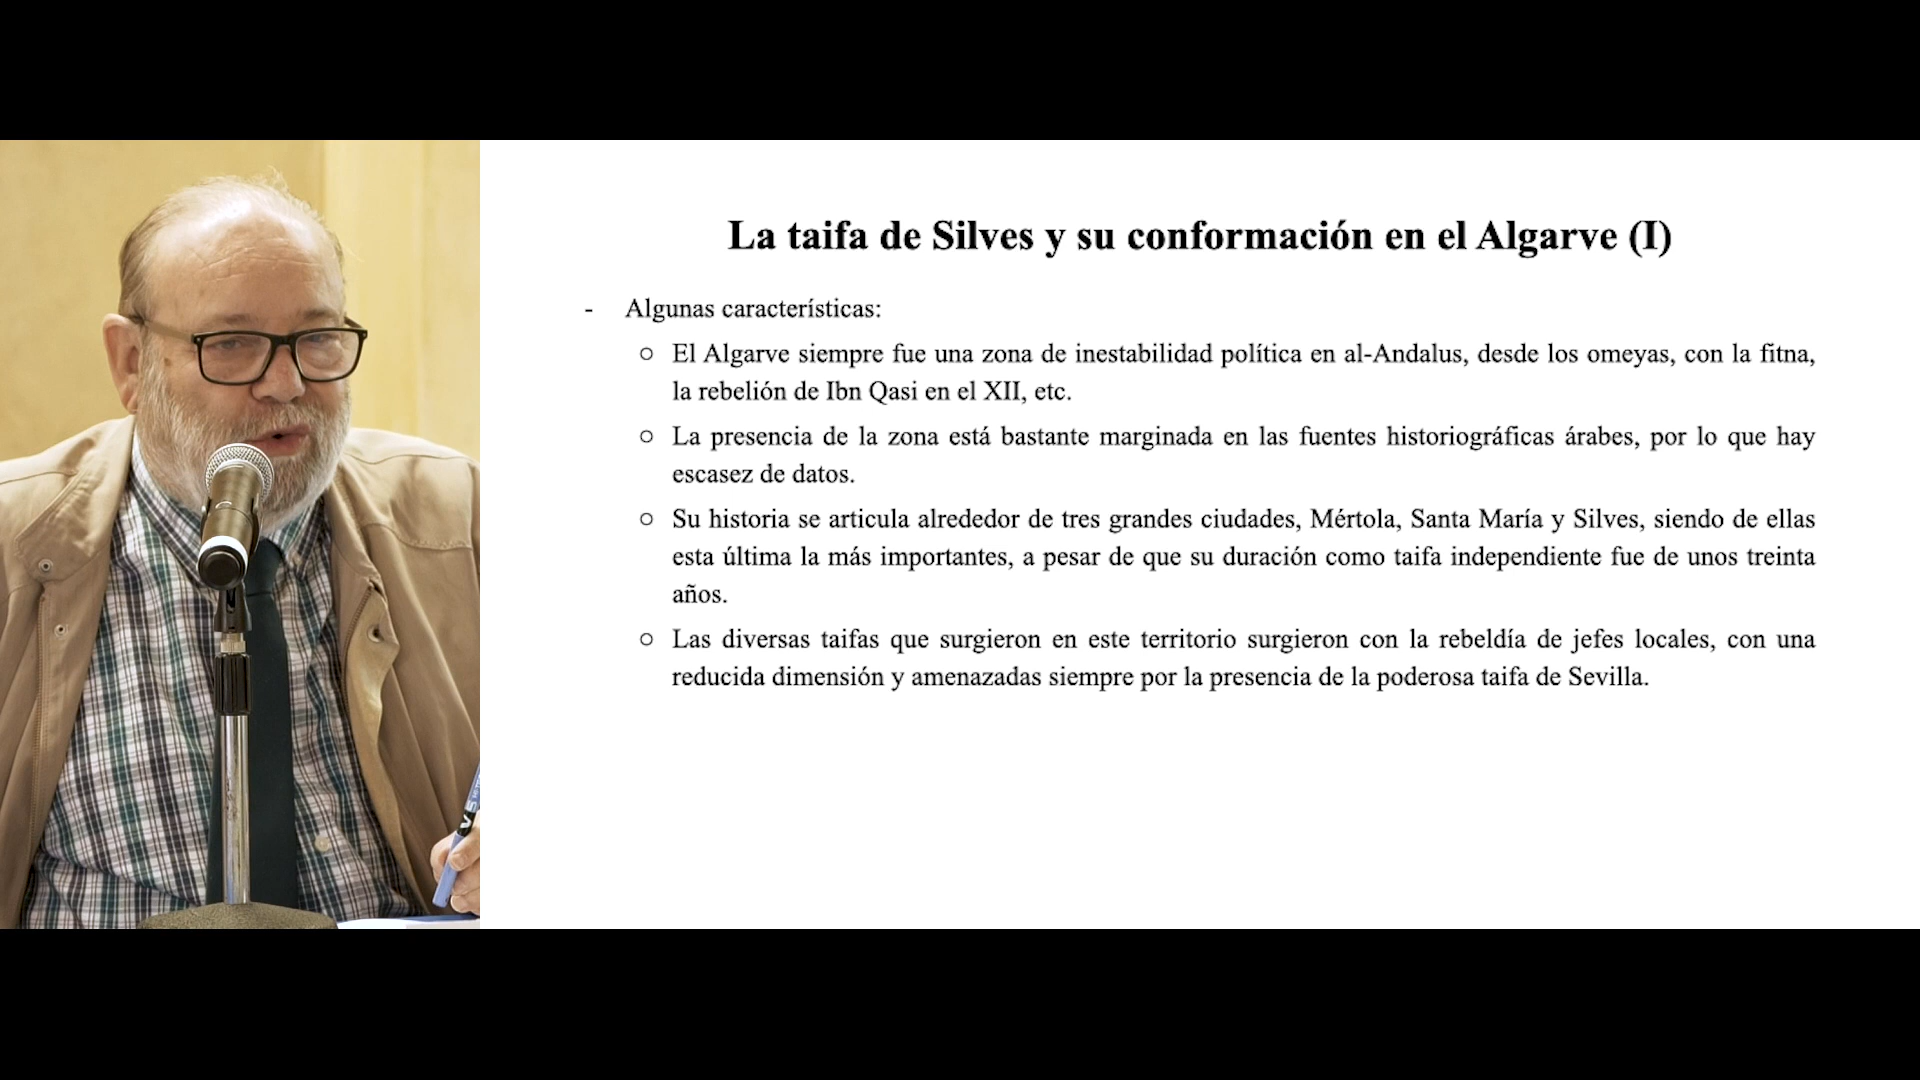 La taifa de Silves y su conformación en el Algarve (I)
- Algunas características:
○ El Algarve siempre fue una zona de inestabilidad política en al-Andalus, desde los omeyas, con la fitna,
la rebelión de Ibn Qasi en el XII, etc.
○ La presencia de la zona está bastante marginada en las fuentes historiográficas árabes, por lo que hay
escasez de datos.
○ Su historia se articula alrededor de tres grandes ciudades, Mértola, Santa María y Silves, siendo de ellas
esta última la más importantes, a pesar de que su duración como taifa independiente fue de unos treinta
años.
○ Las diversas taifas que surgieron en este territorio surgieron con la rebeldía de jefes locales, con una
reducida dimensión y amenazadas siempre por la presencia de la poderosa taifa de Sevilla.
V5